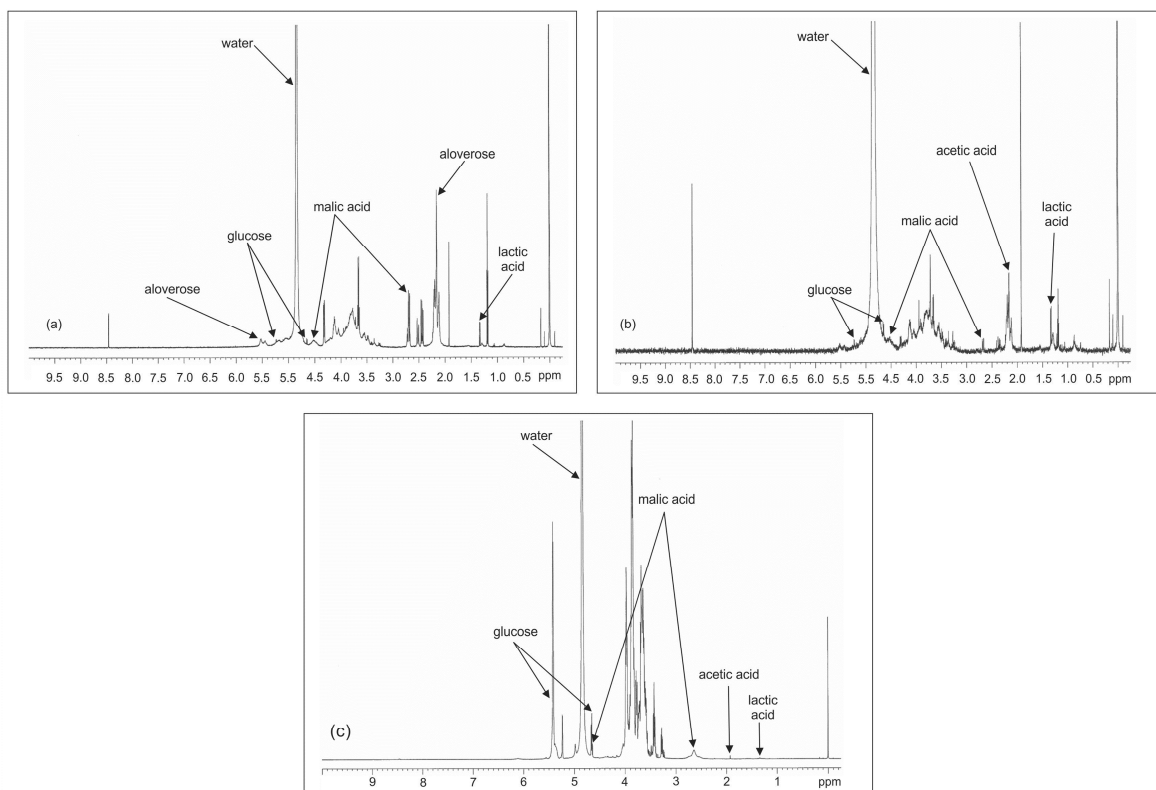 water
aloverose
malic acid
glucose
lactic
acid
aloverose
(a)
9.5 9.0 8.5 8.0 7.5 7.0 6.5 6.0 5.5 5.5 4.5 4.0 3.5 3.0 2.5 2.0 1.5 1.0 0.5 ppm
water
acetic acid
lactic
acid
malic acid
glucose
(b)
9.5 9.0 8.5 8.0 7.5 7.0 6.5 6.0 5.5 5.0 4.5 4.0 3.5 3.0 2.5 2.0 1.5 1.0 0.5 0 ppm
water
malic acid
glucose
acetic acid
lactic
acid
(c)
9 8 7 6 5 4 3 2 1 ppm